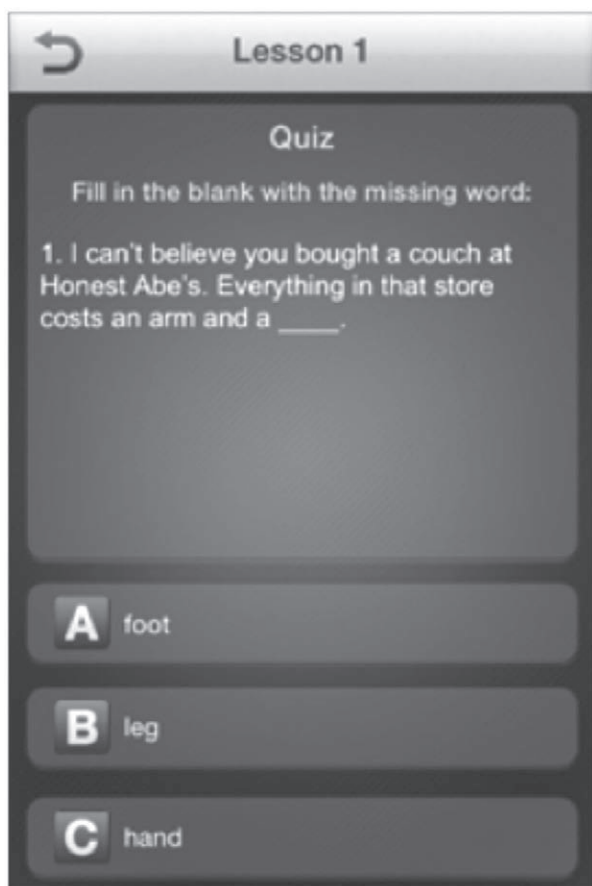 Lesson 1
Quiz
Fill in the blank with the missing word:
1. I can't believe you bought a couch at
Honest Abe's. Everything in that store
costs an arm and a ____.
A foot
B leg
C hand